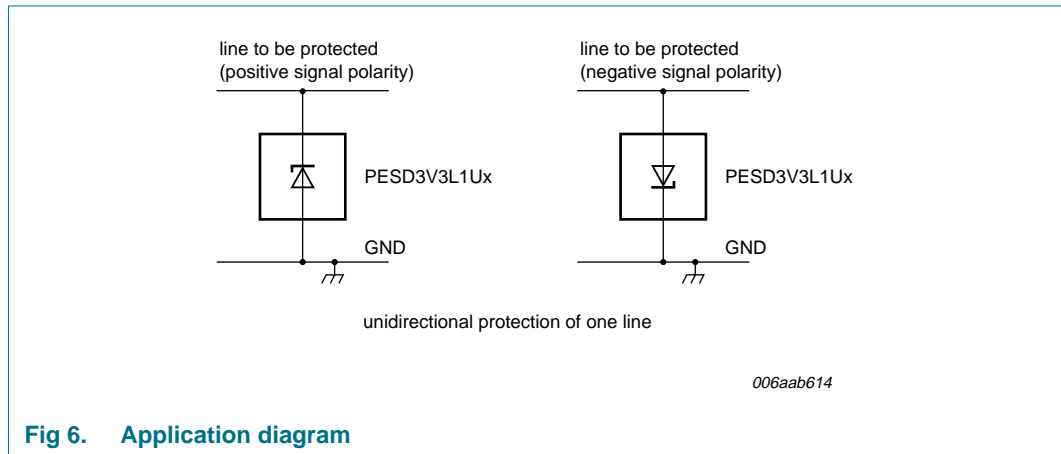 line to be protected
(positive signal polarity)
PESD3V3L1Ux
GND
line to be protected
(negative signal polarity)
PESD3V3L1Ux
GND
unidirectional protection of one line
006aab614
Fig 6. Application diagram